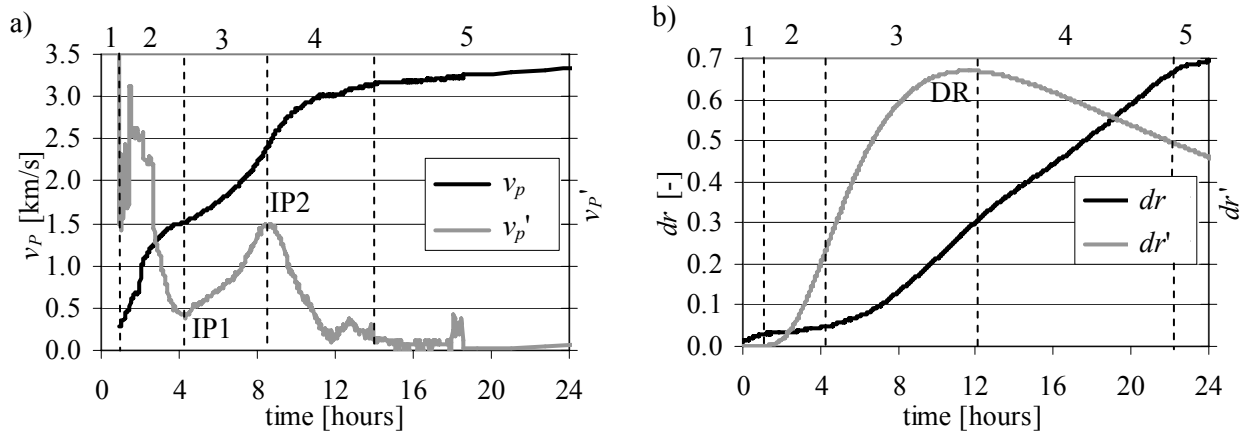 a)
1 2 3 4 5
3.5
3.0
2.5
2.0
1.5
1.0
0.5
0.0
v_P [km/s]
v_P'
v_p
v_p'
IP2
IP1
0 4 8 12 16 20 24
time [hours]
b)
1 2 3 4 5
0.7
0.6
0.5
0.4
0.3
0.2
0.1
0.0
dr [-]
dr'
DR
dr
dr'
0 4 8 12 16 20 24
time [hours]